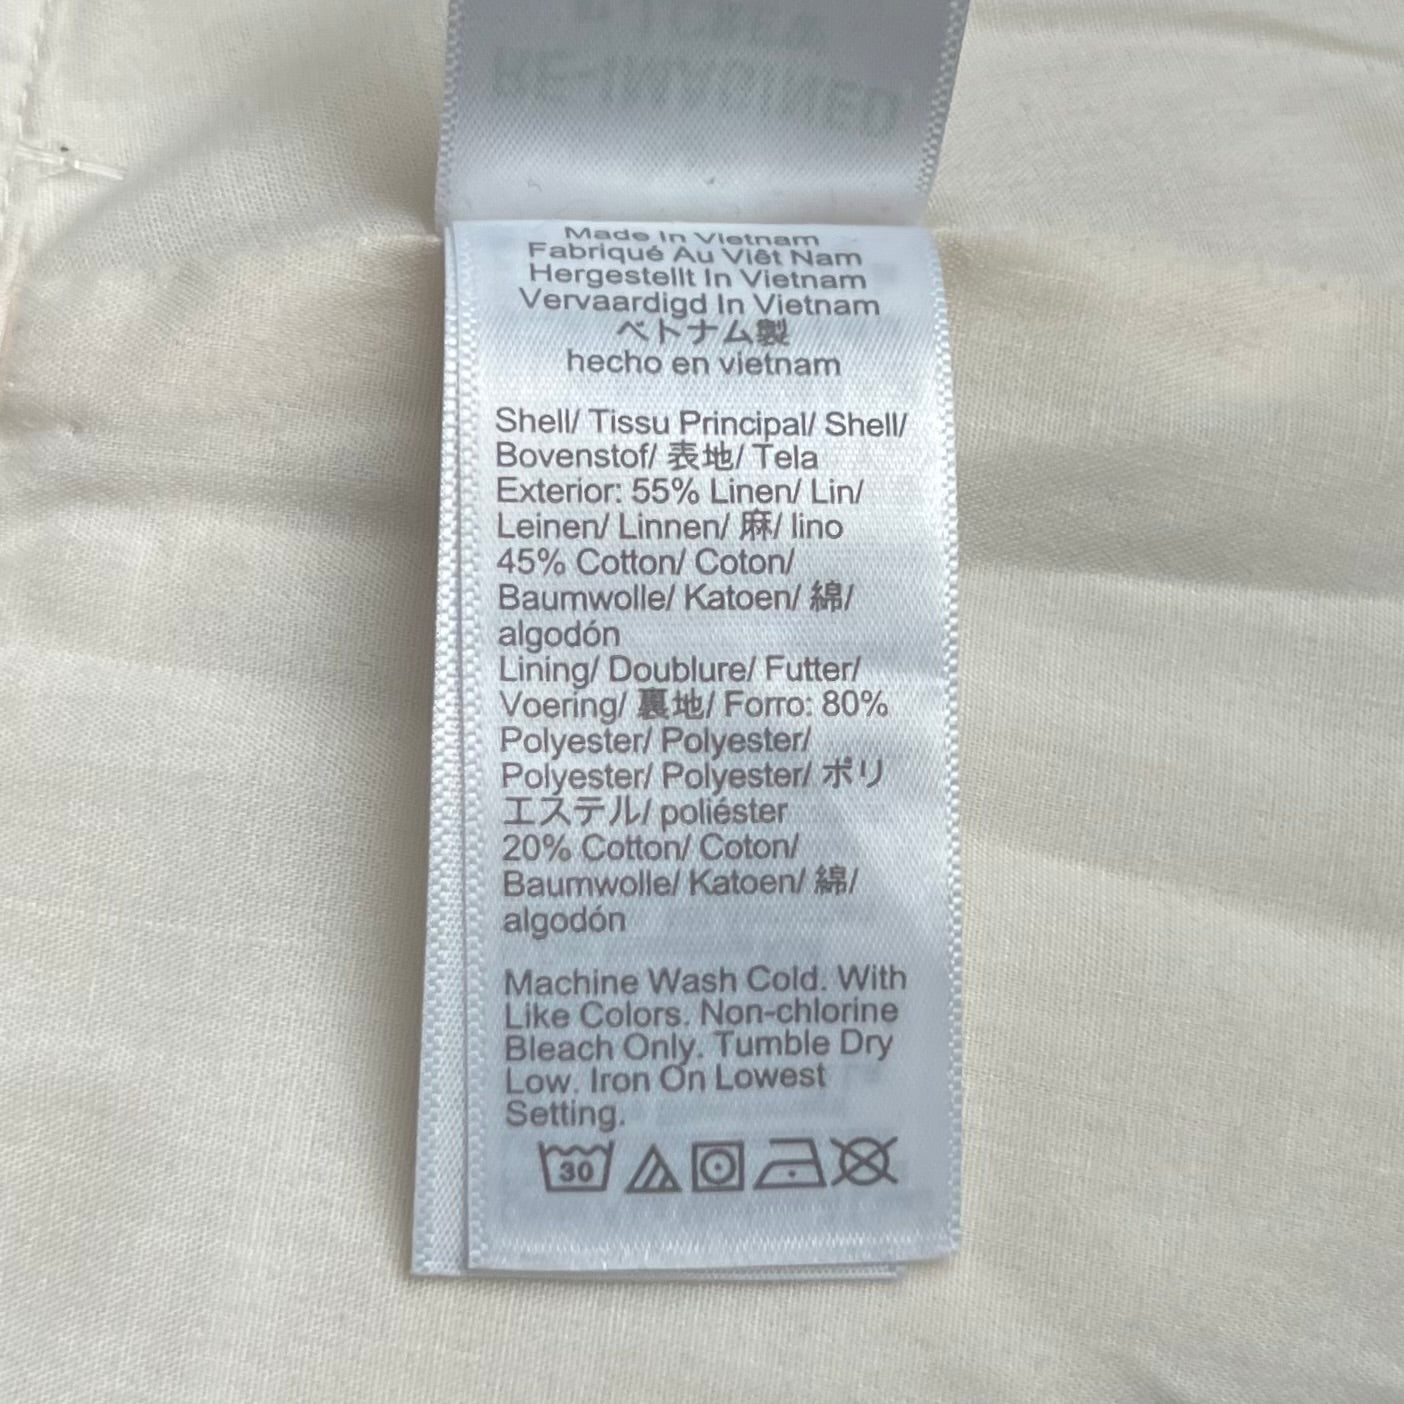 RE-IMAGINED
Made In Vietnam
Fabriqué Au Viêt Nam
Hergestellt In Vietnam
Vervaardigd In Vietnam
ベトナム製
hecho en vietnam
Shell/ Tissu Principal/ Shell/
Bovenstof/ 表地/ Tela
Exterior: 55% Linen/ Lin/
Leinen/ Linnen/ 麻/ lino
45% Cotton/ Coton/
Baumwolle/ Katoen/ 綿/
algodón
Lining/ Doublure/ Futter/
Voering/ 裏地/ Forro: 80%
Polyester/ Polyester/
Polyester/ Polyester/ ポリ
エステル/ poliéster
20% Cotton/ Coton/
Baumwolle/ Katoen/ 綿/
algodón
Machine Wash Cold. With
Like Colors. Non-chlorine
Bleach Only. Tumble Dry
Low. Iron On Lowest
Setting.
30